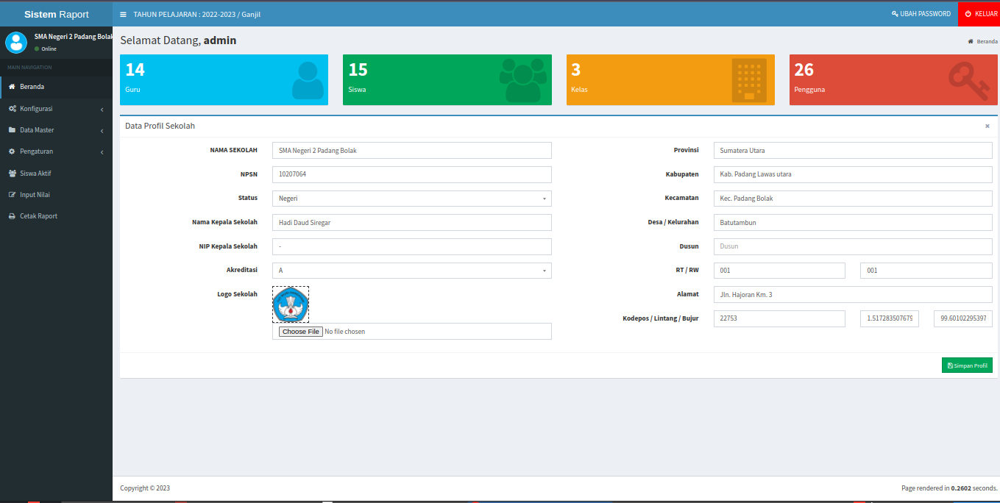 Sistem Raport
TAHUN PELAJARAN : 2022-2023 / Ganjil
UBAH PASSWORD
KELUAR
SMA Negeri 2 Padang Bolak
Online
MAIN NAVIGATION
Beranda
Konfigurasi
Data Master
Pengaturan
Siswa Aktif
Input Nilai
Cetak Raport
Selamat Datang, admin
Beranda
14
Guru
15
Siswa
3
Kelas
26
Pengguna
Data Profil Sekolah
NAMA SEKOLAH SMA Negeri 2 Padang Bolak
NPSN 10207064
Status Negeri
Nama Kepala Sekolah Hadi Daud Siregar
NIP Kepala Sekolah -
Akreditasi A
Logo Sekolah
Choose File No file chosen
Provinsi Sumatera Utara
Kabupaten Kab. Padang Lawas utara
Kecamatan Kec. Padang Bolak
Desa / Kelurahan Batutambun
Dusun Dusun
RT / RW 001 001
Alamat Jln. Hajoran Km. 3
Kodepos / Lintang / Bujur 22753 1.517283507679 99.60102295397
Simpan Profil
Copyright © 2023
Page rendered in 0.2602 seconds.